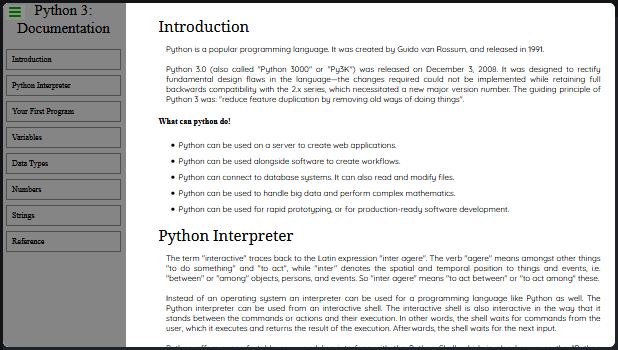 Python 3:
Documentation
Introduction
Python Interpreter
Your First Program
Variables
Data Types
Numbers
Strings
Reference
Introduction
Python is a popular programming language. It was created by Guido van Rossum, and released in 1991.
Python 3.0 (also called "Python 3000" or "Py3K") was released on December 3, 2008. It was designed to rectify
fundamental design flaws in the language—the changes required could not be implemented while retaining full
backwards compatibility with the 2.x series, which necessitated a new major version number. The guiding principle of
Python 3 was: "reduce feature duplication by removing old ways of doing things".
What can python do!
Python can be used on a server to create web applications.
Python can be used alongside software to create workflows.
Python can connect to database systems. It can also read and modify files.
Python can be used to handle big data and perform complex mathematics.
Python can be used for rapid prototyping, or for production-ready software development.
Python Interpreter
The term "interactive" traces back to the Latin expression "inter agere". The verb "agere" means amongst other things
"to do something" and "to act", while "inter" denotes the spatial and temporal position to things and events, i.e.
"between" or "among" objects, persons, and events. So "inter agere" means "to act between" or "to act among" these.
Instead of an operating system an interpreter can be used for a programming language like Python as well. The
Python interpreter can be used from an interactive shell. The interactive shell is also interactive in the way that it
stands between the commands or actions and their execution. In other words, the shell waits for commands from the
user, which it executes and returns the result of the execution. Afterwards, the shell waits for the next input.